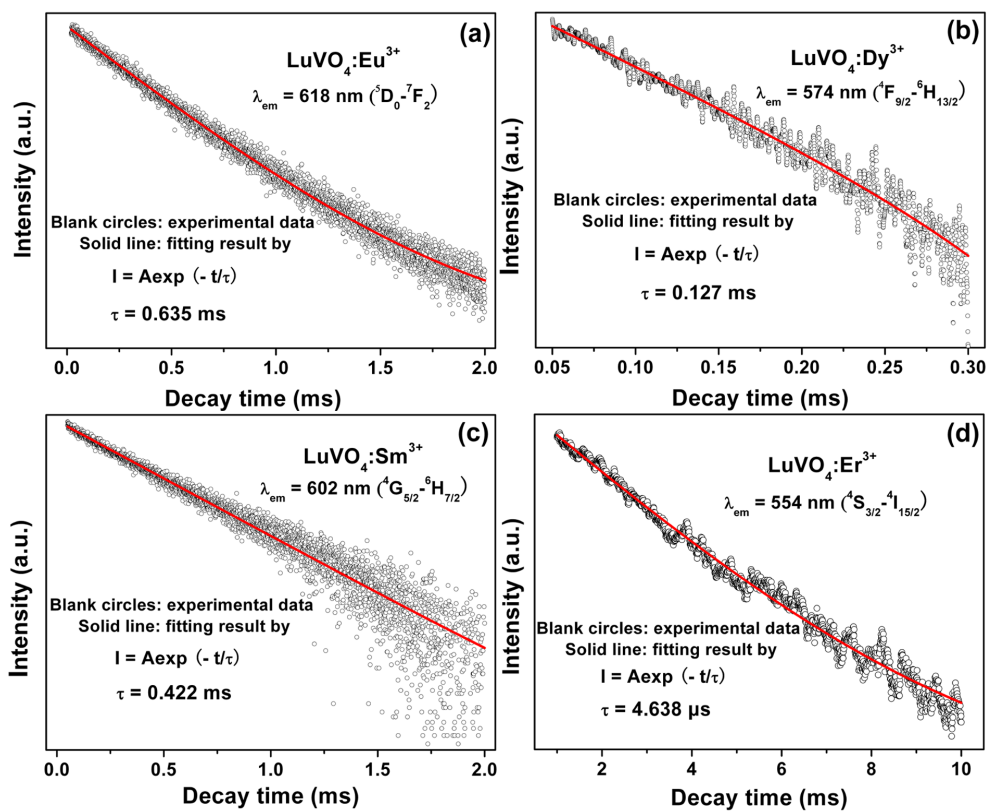 (a)
LuVO₄:Eu³⁺
λem = 618 nm (⁵D₀-⁷F₂)
Blank circles: experimental data
Solid line: fitting result by
I = Aexp (- t/τ)
τ = 0.635 ms
Intensity (a.u.)
0.0 0.5 1.0 1.5 2.0
Decay time (ms)
(b)
LuVO₄:Dy³⁺
λem = 574 nm (⁴F9/2-⁶H13/2)
Blank circles: experimental data
Solid line: fitting result by
I = Aexp (- t/τ)
τ = 0.127 ms
Intensity (a.u.)
0.05 0.10 0.15 0.20 0.25 0.30
Decay time (ms)
(c)
LuVO₄:Sm³⁺
λem = 602 nm (⁴G5/2-⁶H7/2)
Blank circles: experimental data
Solid line: fitting result by
I = Aexp (- t/τ)
τ = 0.422 ms
Intensity (a.u.)
0.0 0.5 1.0 1.5 2.0
Decay time (ms)
(d)
LuVO₄:Er³⁺
λem = 554 nm (⁴S3/2-⁴I15/2)
Blank circles: experimental data
Solid line: fitting result by
I = Aexp (- t/τ)
τ = 4.638 μs
Intensity (a.u.)
2 4 6 8 10
Decay time (ms)